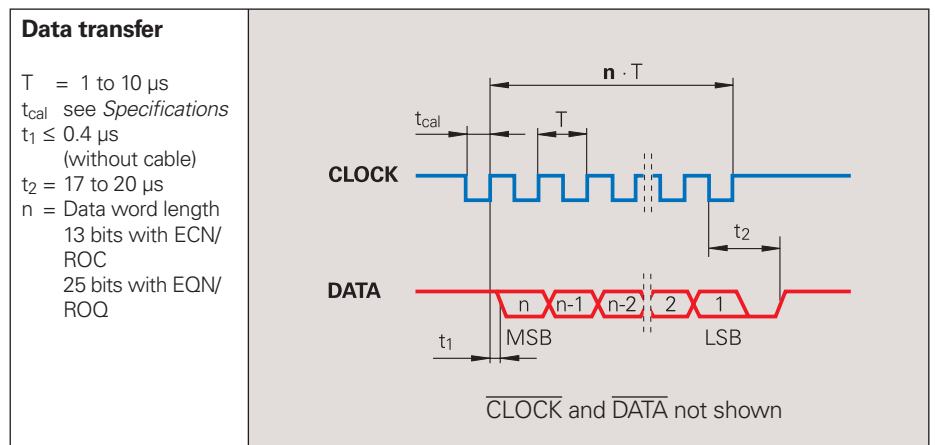 Data transfer
T = 1 to 10 µs
tcal see Specifications
t1 ≤ 0.4 µs
(without cable)
t2 = 17 to 20 µs
n = Data word length
13 bits with ECN/
ROC
25 bits with EQN/
ROQ
n · T
tcal
T
CLOCK
t2
DATA
n
n-1
n-2
2
1
t1
MSB
LSB
CLOCK and DATA not shown